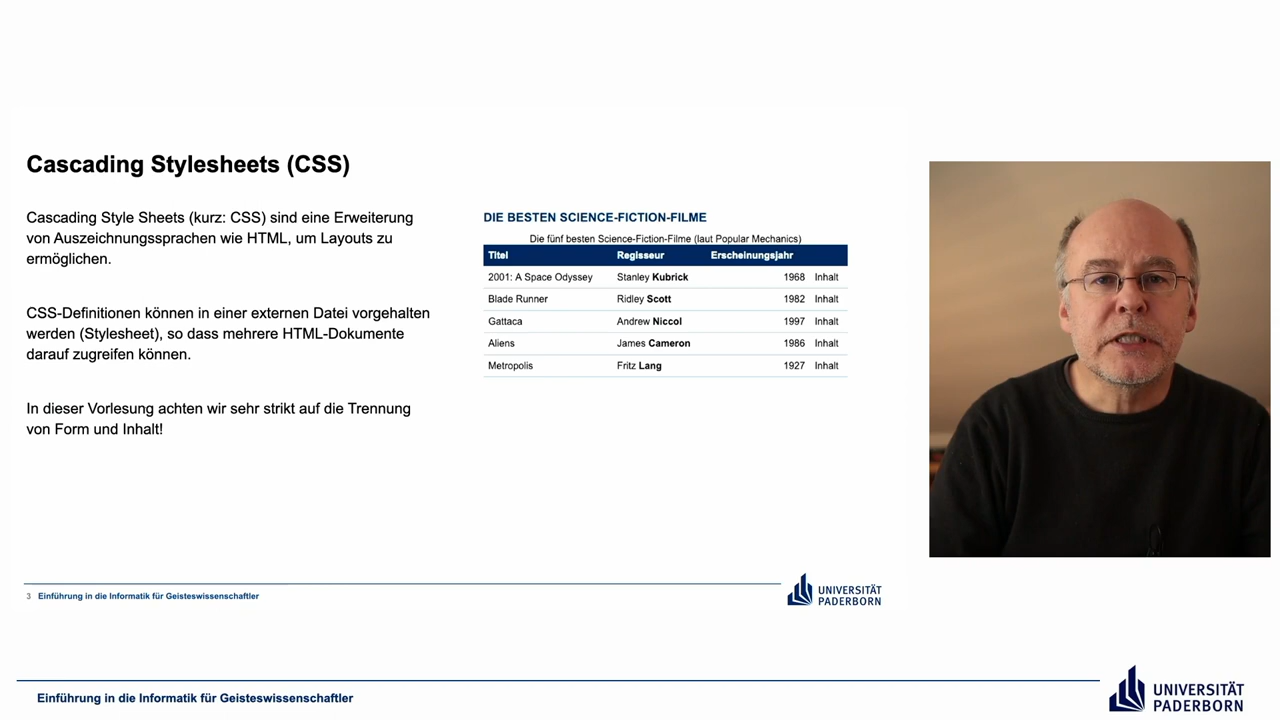 Cascading Stylesheets (CSS)
Cascading Style Sheets (kurz: CSS) sind eine Erweiterung
von Auszeichnungssprachen wie HTML, um Layouts zu
ermöglichen.
CSS-Definitionen können in einer externen Datei vorgehalten
werden (Stylesheet), so dass mehrere HTML-Dokumente
darauf zugreifen können.
In dieser Vorlesung achten wir sehr strikt auf die Trennung
von Form und Inhalt!
DIE BESTEN SCIENCE-FICTION-FILME
Die fünf besten Science-Fiction-Filme (laut Popular Mechanics)
Titel Regisseur Erscheinungsjahr
2001: A Space Odyssey Stanley Kubrick 1968 Inhalt
Blade Runner Ridley Scott 1982 Inhalt
Gattaca Andrew Niccol 1997 Inhalt
Aliens James Cameron 1986 Inhalt
Metropolis Fritz Lang 1927 Inhalt
3 Einführung in die Informatik für Geisteswissenschaftler
UNIVERSITÄT
PADERBORN
Einführung in die Informatik für Geisteswissenschaftler
UNIVERSITÄT
PADERBORN